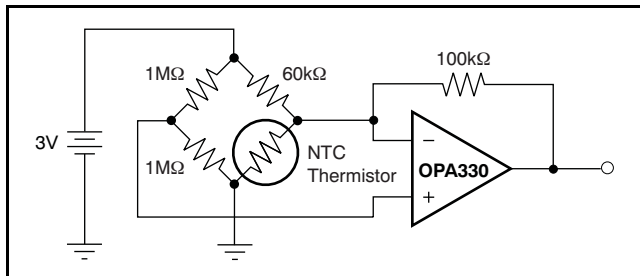 1MΩ
60kΩ
100kΩ
3V
1MΩ
NTC
Thermistor
−
OPA330
+